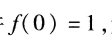 f(0) = 1 ,